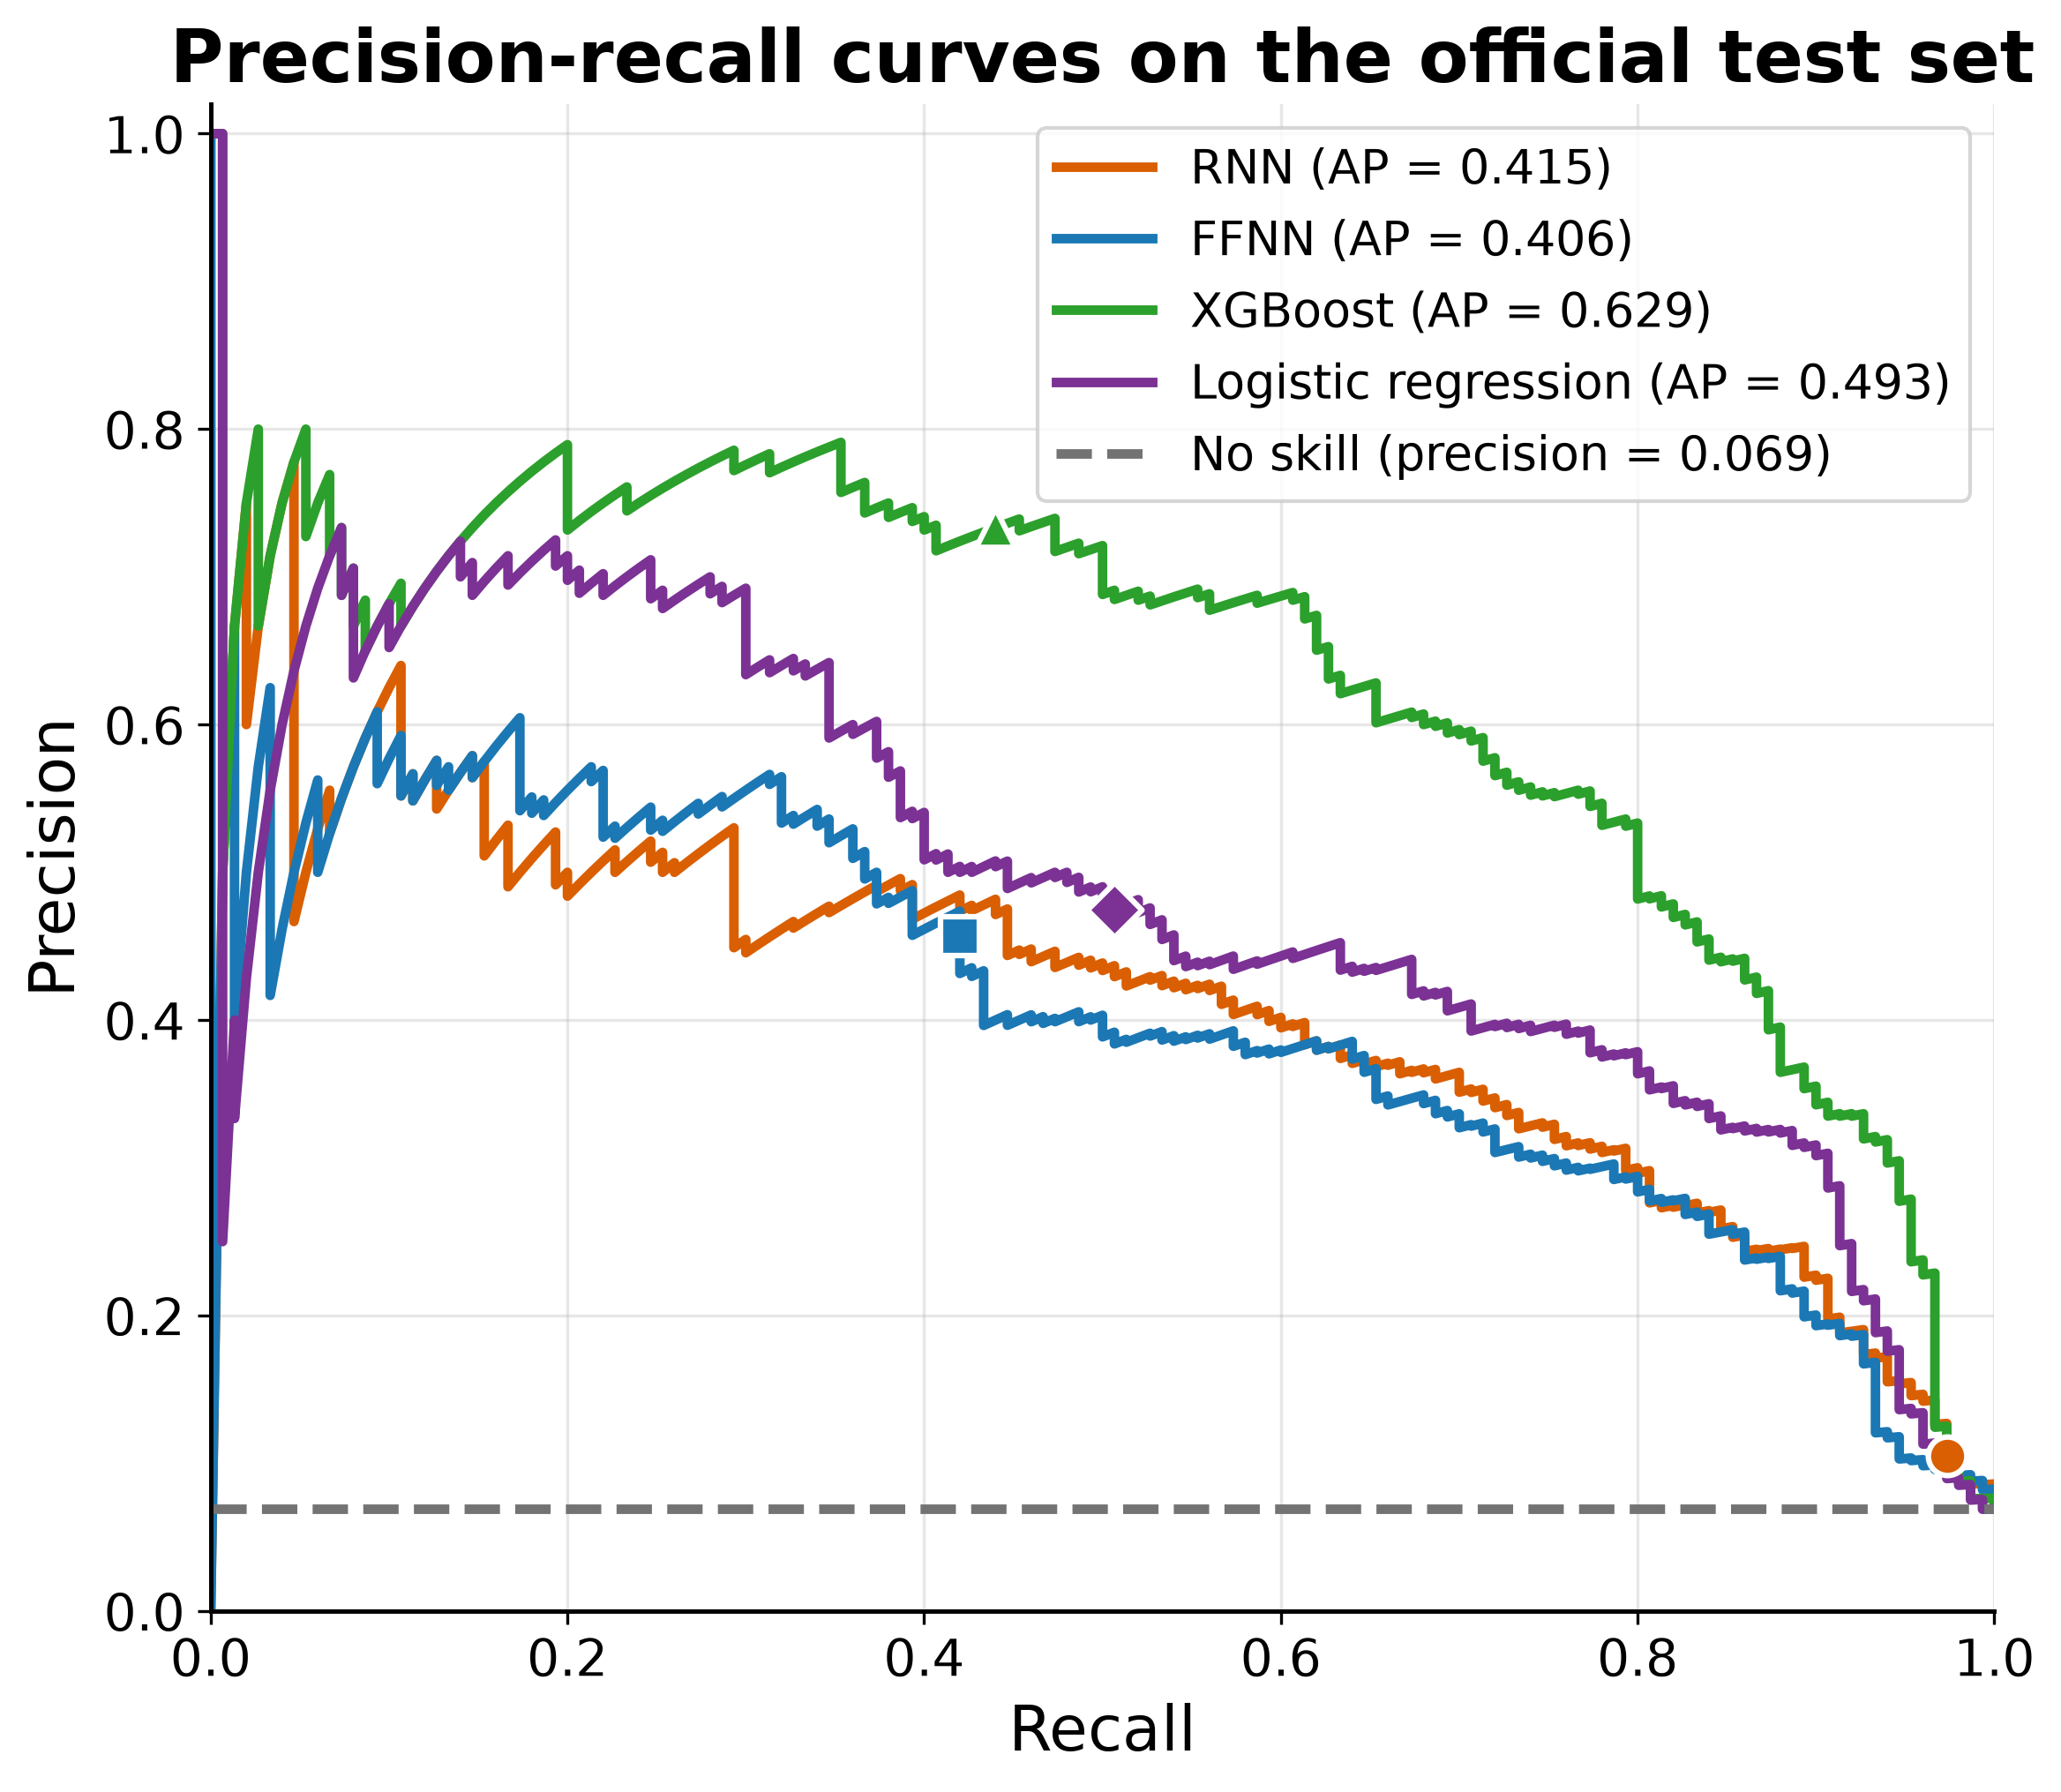 Precision-recall curves on the official test set
RNN (AP = 0.415)
FFNN (AP = 0.406)
XGBoost (AP = 0.629)
Logistic regression (AP = 0.493)
No skill (precision = 0.069)
Precision
1.0
0.8
0.6
0.4
0.2
0.0
0.0 0.2 0.4 0.6 0.8 1.0
Recall